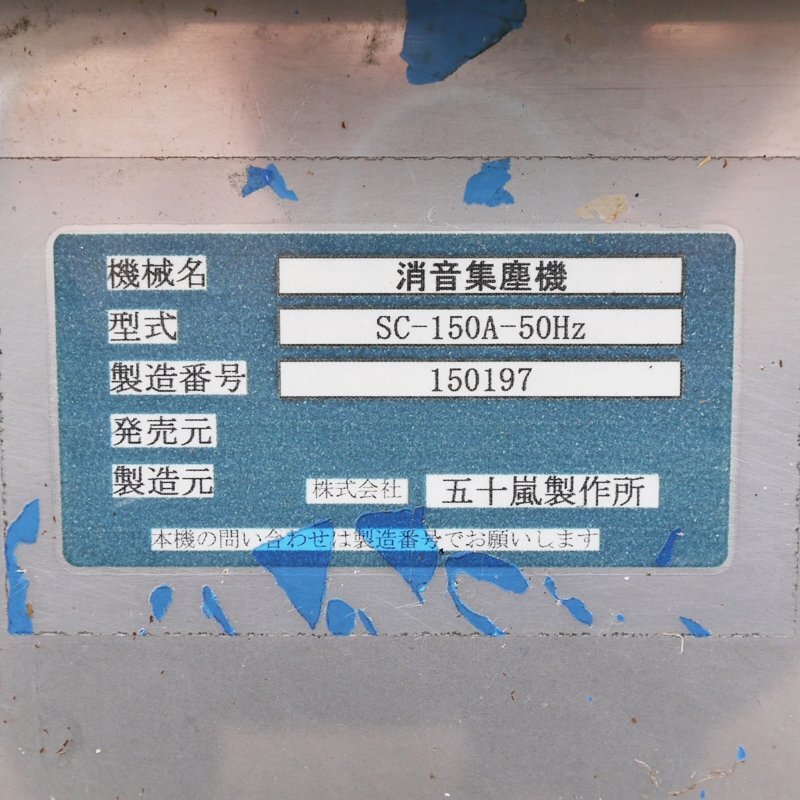 機械名 消音集塵機
型式 SC-150A-50Hz
製造番号 150197
発売元
製造元 株式会社 五十嵐製作所
本機の問い合わせは製造番号でお願いします